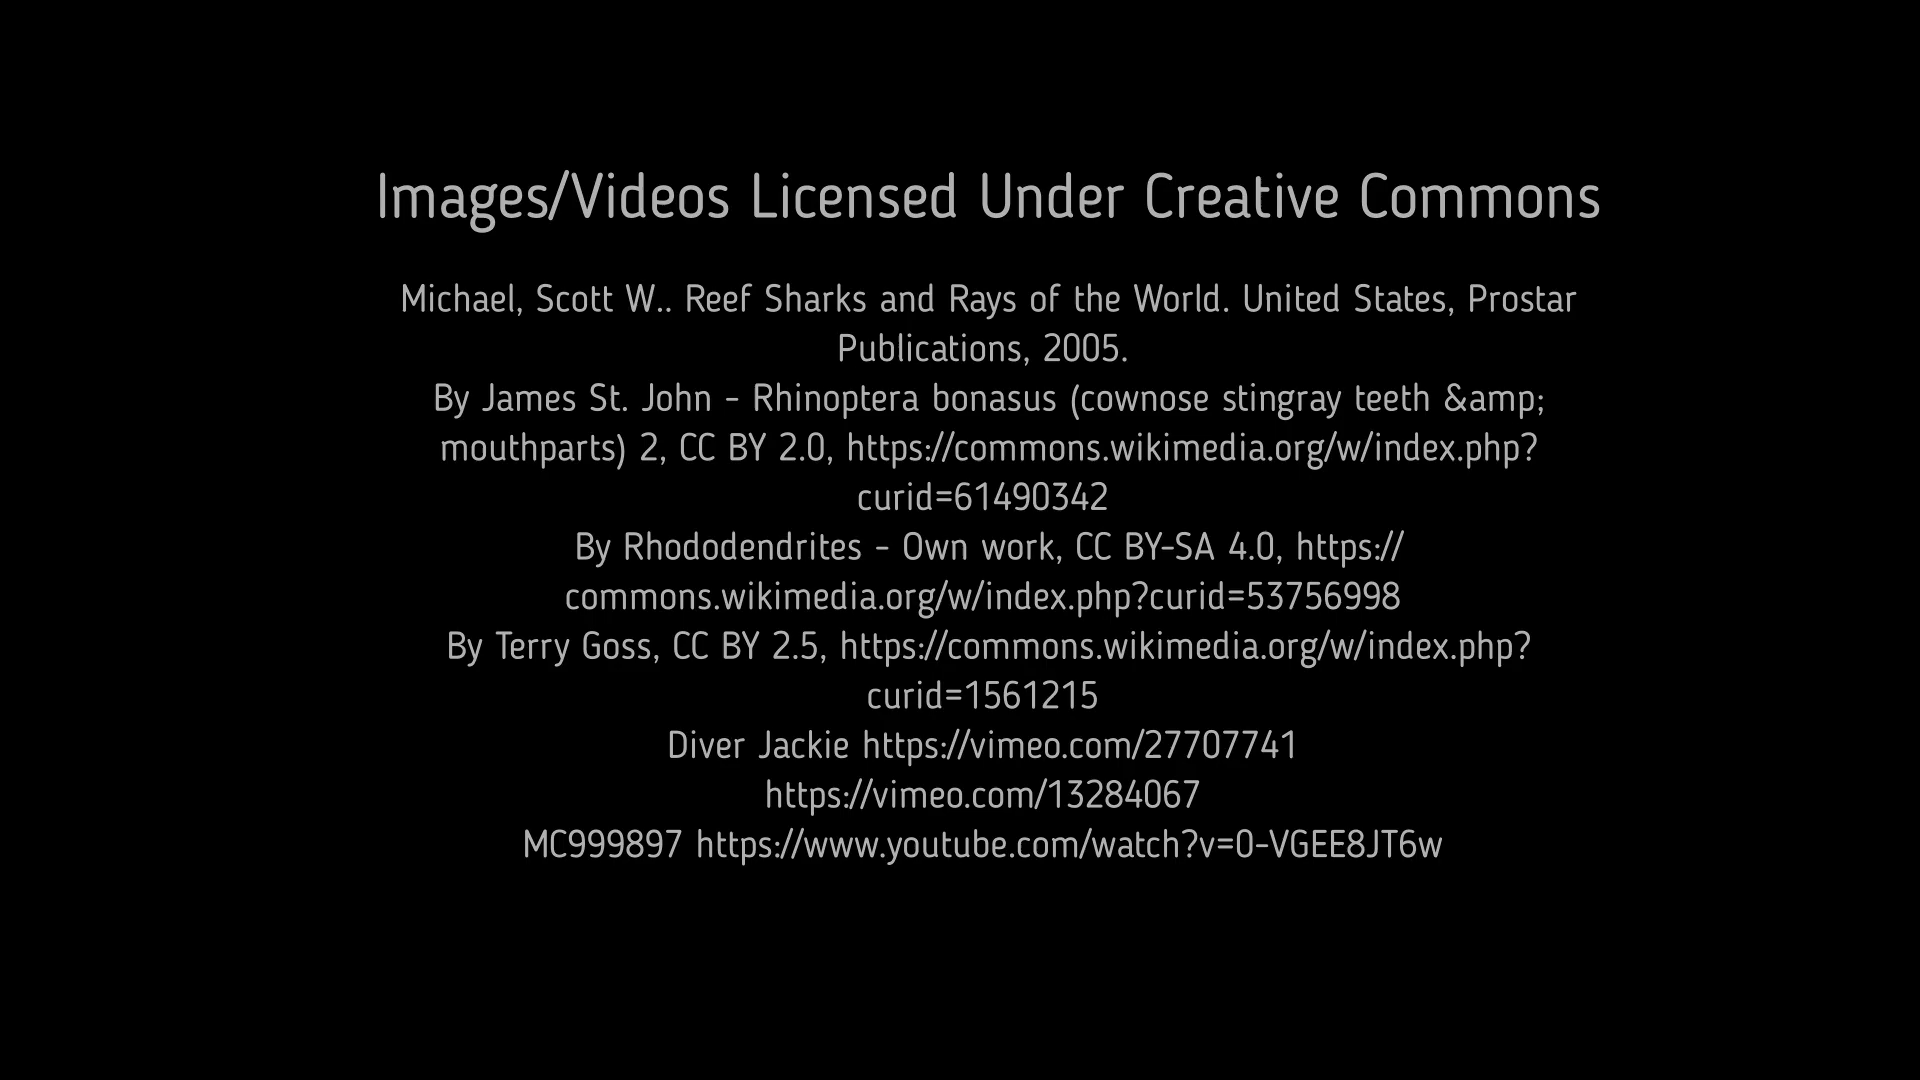 Images/Videos Licensed Under Creative Commons
Michael, Scott W.. Reef Sharks and Rays of the World. United States, Prostar
Publications, 2005.
By James St. John - Rhinoptera bonasus (cownose stingray teeth &amp;
mouthparts) 2, CC BY 2.0, https://commons.wikimedia.org/w/index.php?
curid=61490342
By Rhododendrites - Own work, CC BY-SA 4.0, https://
commons.wikimedia.org/w/index.php?curid=53756998
By Terry Goss, CC BY 2.5, https://commons.wikimedia.org/w/index.php?
curid=1561215
Diver Jackie https://vimeo.com/27707741
https://vimeo.com/13284067
MC999897 https://www.youtube.com/watch?v=0-VGEE8JT6w